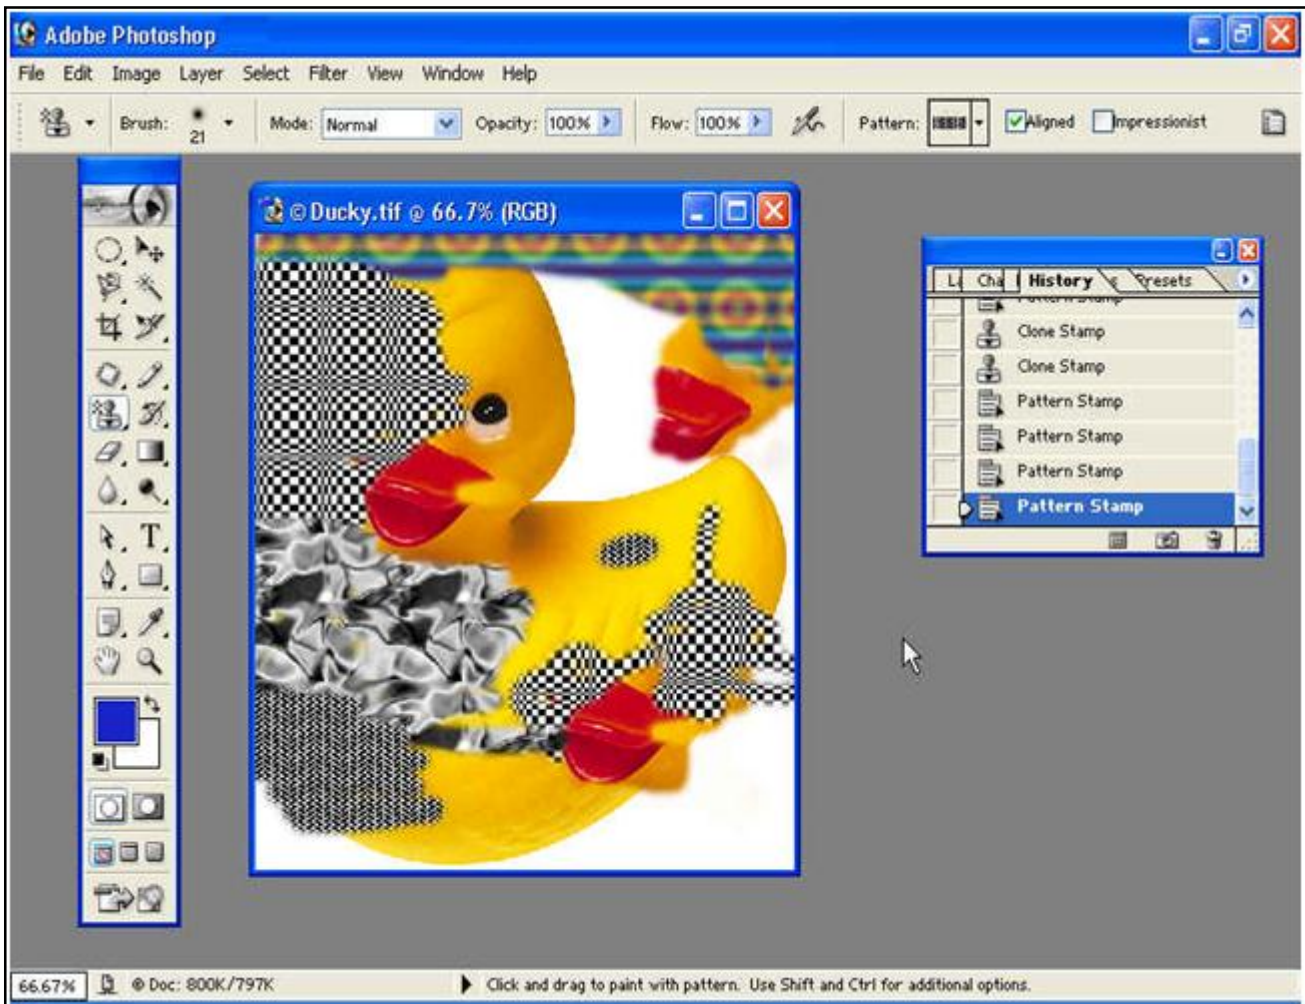 Adobe Photoshop
File Edit Image Layer Select Filter View Window Help
Brush: 21 Mode: Normal Opacity: 100% Flow: 100% Pattern: Aligned Impressionist
© Ducky.tif @ 66.7% (RGB)
Cha History Presets
Pattern Stamp
Clone Stamp
Clone Stamp
Pattern Stamp
Pattern Stamp
Pattern Stamp
Pattern Stamp
T
66.67% © Doc: 800K/797K Click and drag to paint with pattern. Use Shift and Ctrl for additional options.